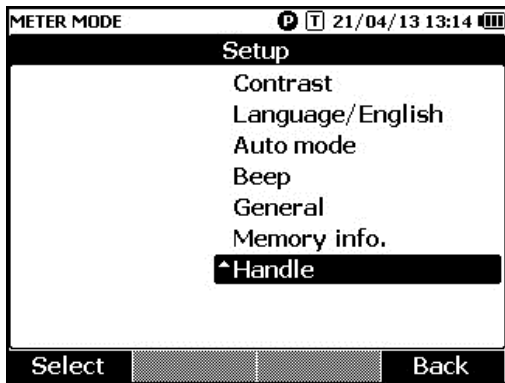 METER MODE P T 21/04/13 13:14
Setup
Contrast
Language/English
Auto mode
Beep
General
Memory info.
Handle
Select Back